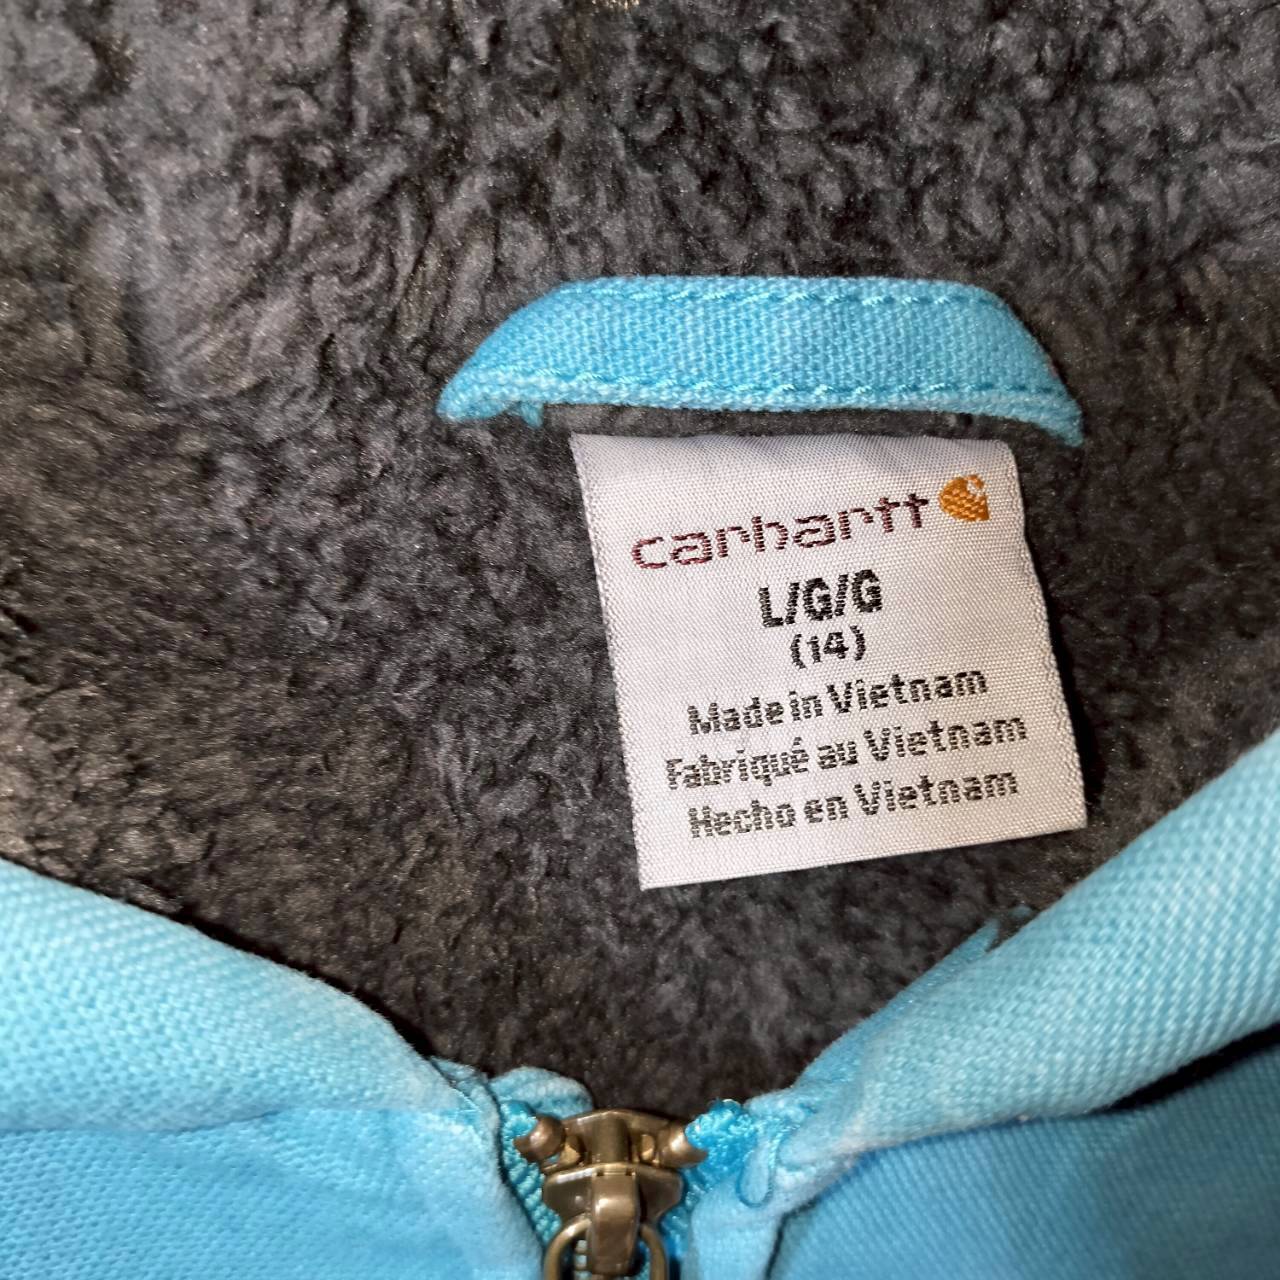 carhartt
L/G/G
(14)
Made in Vietnam
Fabriqué au Vietnam
Hecho en Vietnam